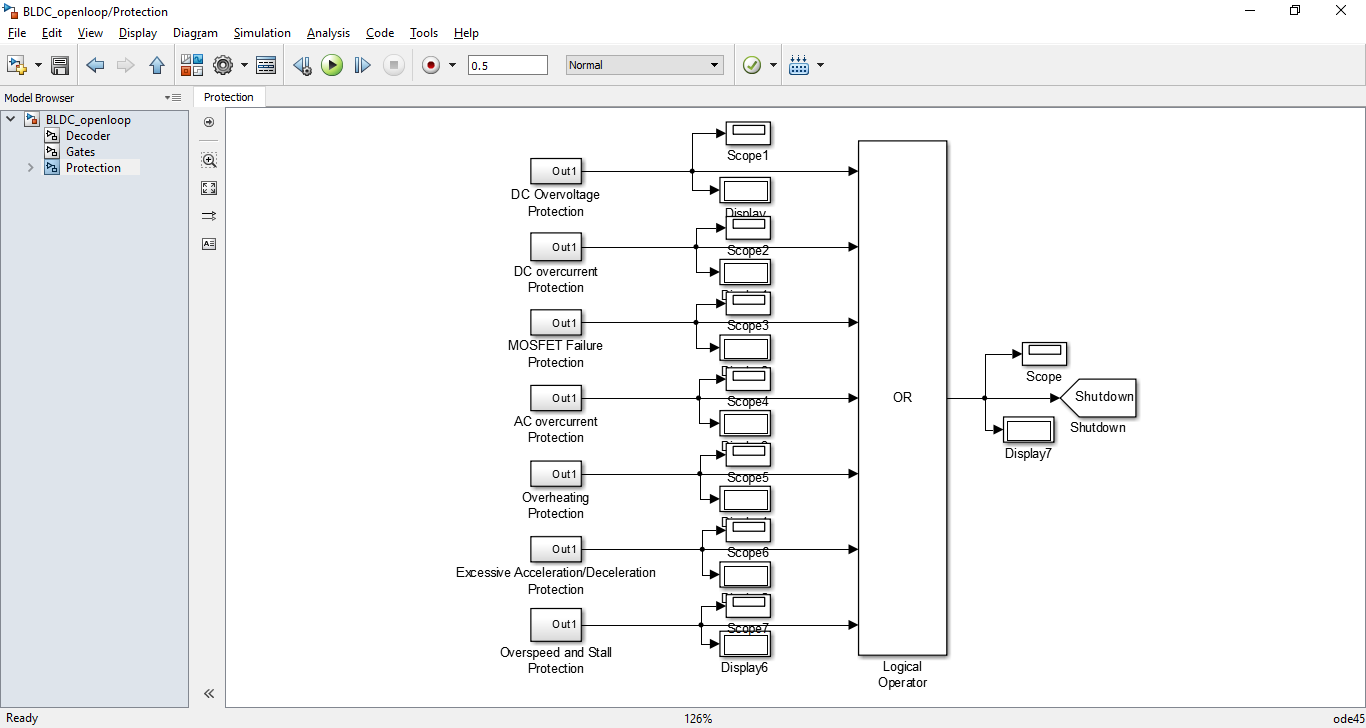 BLDC_openloop/Protection
File Edit View Display Diagram Simulation Analysis Code Tools Help
0.5
Normal
Model Browser
Protection
BLDC_openloop
Decoder
Gates
Protection
Out1
DC Overvoltage
Protection
Scope1
Display
Out1
DC overcurrent
Protection
Scope2
Out1
MOSFET Failure
Protection
Scope3
Out1
AC overcurrent
Protection
Scope4
Out1
Overheating
Protection
Scope5
Out1
Excessive Acceleration/Deceleration
Protection
Scope6
Out1
Overspeed and Stall
Protection
Scope7
Display6
OR
Logical
Operator
Scope
Shutdown
Shutdown
Display7
Ready
126%
ode45